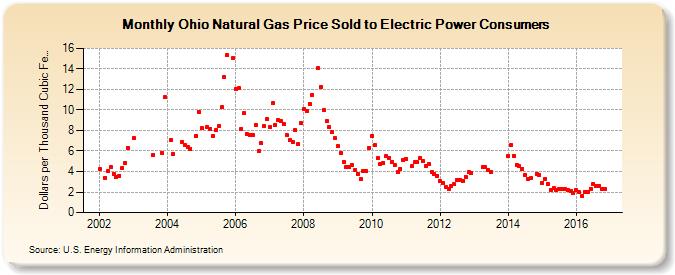 Monthly Ohio Natural Gas Price Sold to Electric Power Consumers
Dollars per Thousand Cubic Fe...
16
14
12
10
8
6
4
2
0
2002 2004 2006 2008 2010 2012 2014 2016
Source: U.S. Energy Information Administration